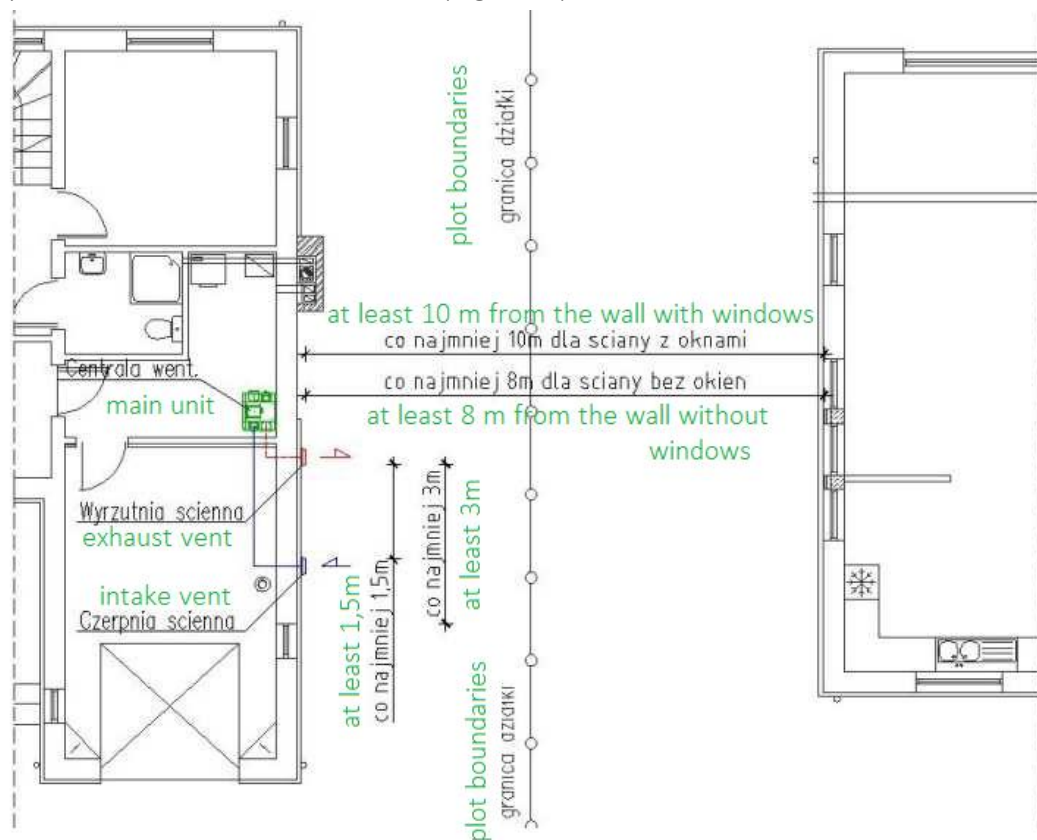 plot boundaries
granica działki
at least 10 m from the wall with windows
co najmniej 10m dla sciany z oknami
co najmniej 8m dla sciany bez okien
at least 8 m from the wall without
windows
Centrala went.
main unit
Wyrzutnia scienna
exhaust vent
intake vent
Czerpnia scienna
at least 1,5m
co najmniej 1,5m
co najmniej 3m
at least 3m
plot boundaries
granica działki